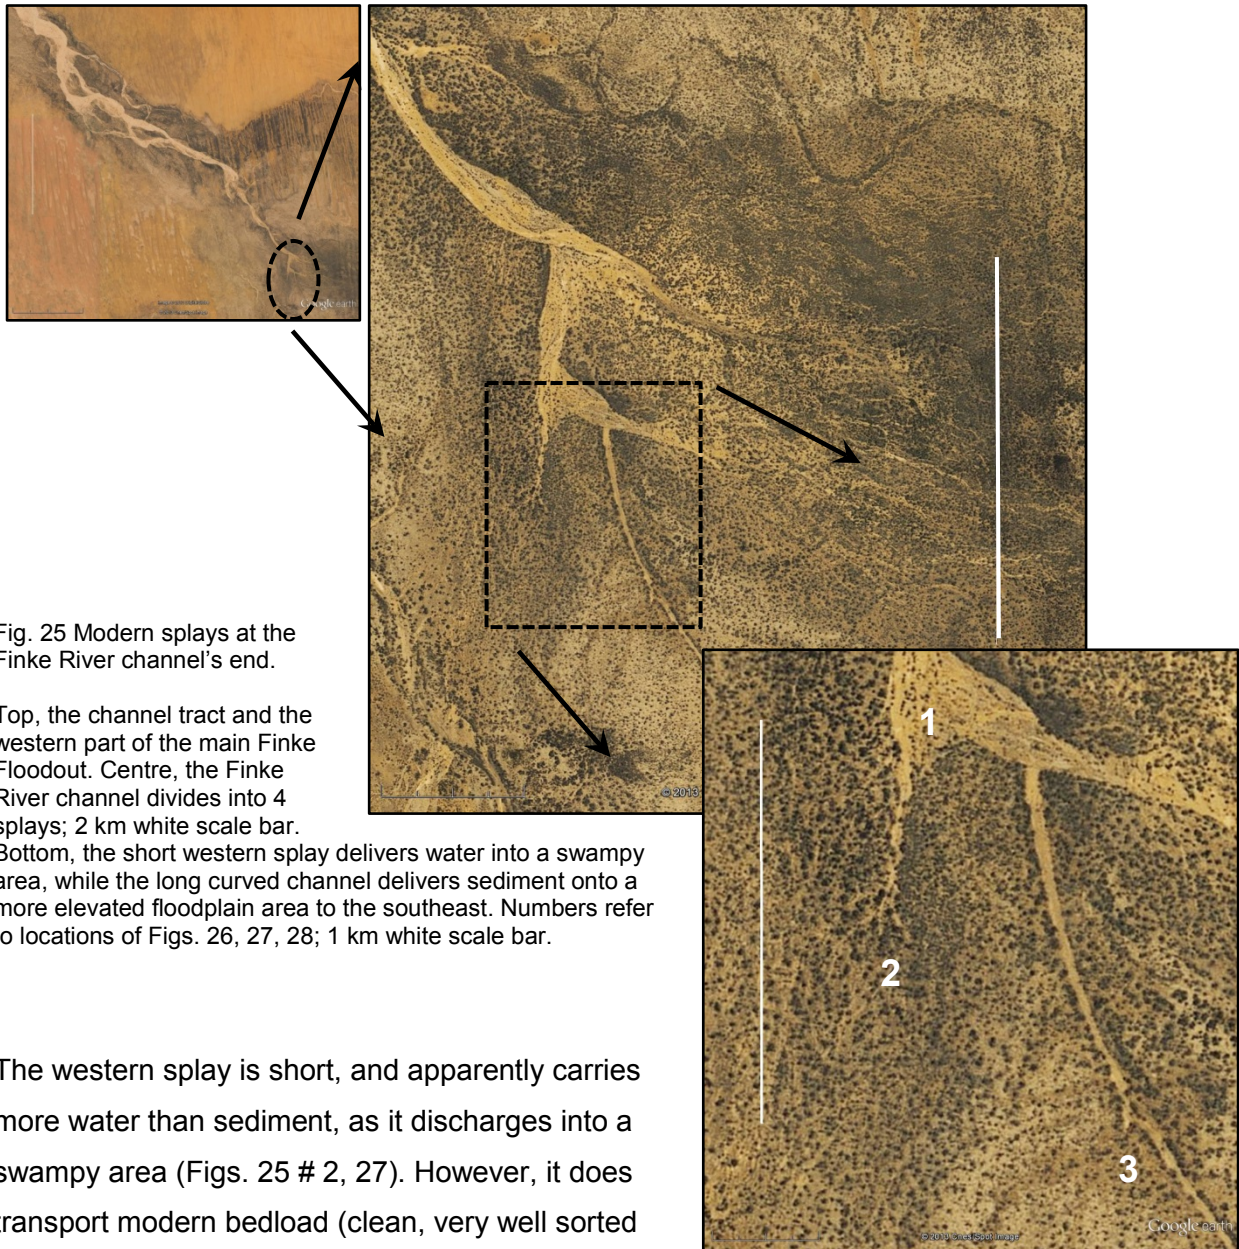 Google earth
© 2013
Fig. 25 Modern splays at the
Finke River channel's end.
Top, the channel tract and the
western part of the main Finke
Floodout. Centre, the Finke
River channel divides into 4
splays; 2 km white scale bar.
Bottom, the short western splay delivers water into a swampy
area, while the long curved channel delivers sediment onto a
more elevated floodplain area to the southeast. Numbers refer
to locations of Figs. 26, 27, 28; 1 km white scale bar.
1
2
3
Google earth
© 2013 Cnes/Spot Image
The western splay is short, and apparently carries
more water than sediment, as it discharges into a
swampy area (Figs. 25 # 2, 27). However, it does
transport modern bedload (clean, very well sorted